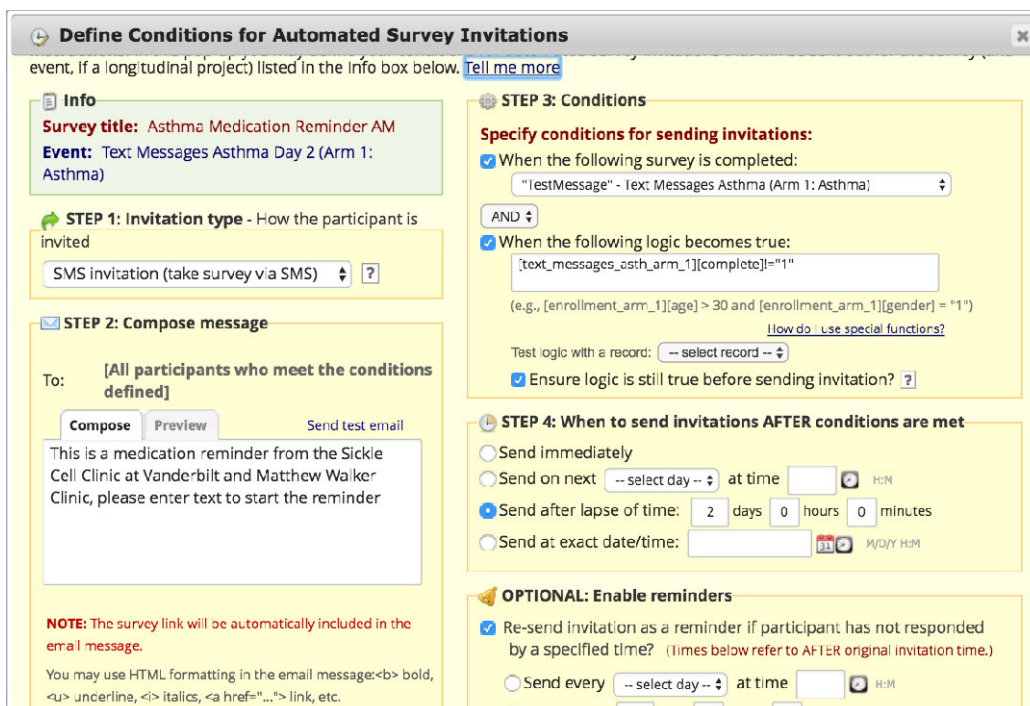 Define Conditions for Automated Survey Invitations
event, if a longitudinal project) listed in the Info box below. Tell me more
Info
Survey title: Asthma Medication Reminder AM
Event: Text Messages Asthma Day 2 (Arm 1:
Asthma)
STEP 1: Invitation type - How the participant is
invited
SMS invitation (take survey via SMS) ?
STEP 2: Compose message
To: [All participants who meet the conditions
defined]
Compose Preview Send test email
This is a medication reminder from the Sickle
Cell Clinic at Vanderbilt and Matthew Walker
Clinic, please enter text to start the reminder
NOTE: The survey link will be automatically included in the
email message.
You may use HTML formatting in the email message:<b> bold,
<u> underline, <i> italics, <a href="..."> link, etc.
STEP 3: Conditions
Specify conditions for sending invitations:
When the following survey is completed:
"TestMessage" - Text Messages Asthma (Arm 1: Asthma)
AND
When the following logic becomes true:
[text_messages_asth_arm_1][complete]!="1"
(e.g., [enrollment_arm_1][age] > 30 and [enrollment_arm_1][gender] = "1")
How do I use special functions?
Test logic with a record: -- select record --
Ensure logic is still true before sending invitation? ?
STEP 4: When to send invitations AFTER conditions are met
Send immediately
Send on next -- select day -- at time H:M
Send after lapse of time: 2 days 0 hours 0 minutes
Send at exact date/time: 31 M/D/Y H:M
OPTIONAL: Enable reminders
Re-send invitation as a reminder if participant has not responded
by a specified time? (Times below refer to AFTER original invitation time.)
Send every -- select day -- at time H:M